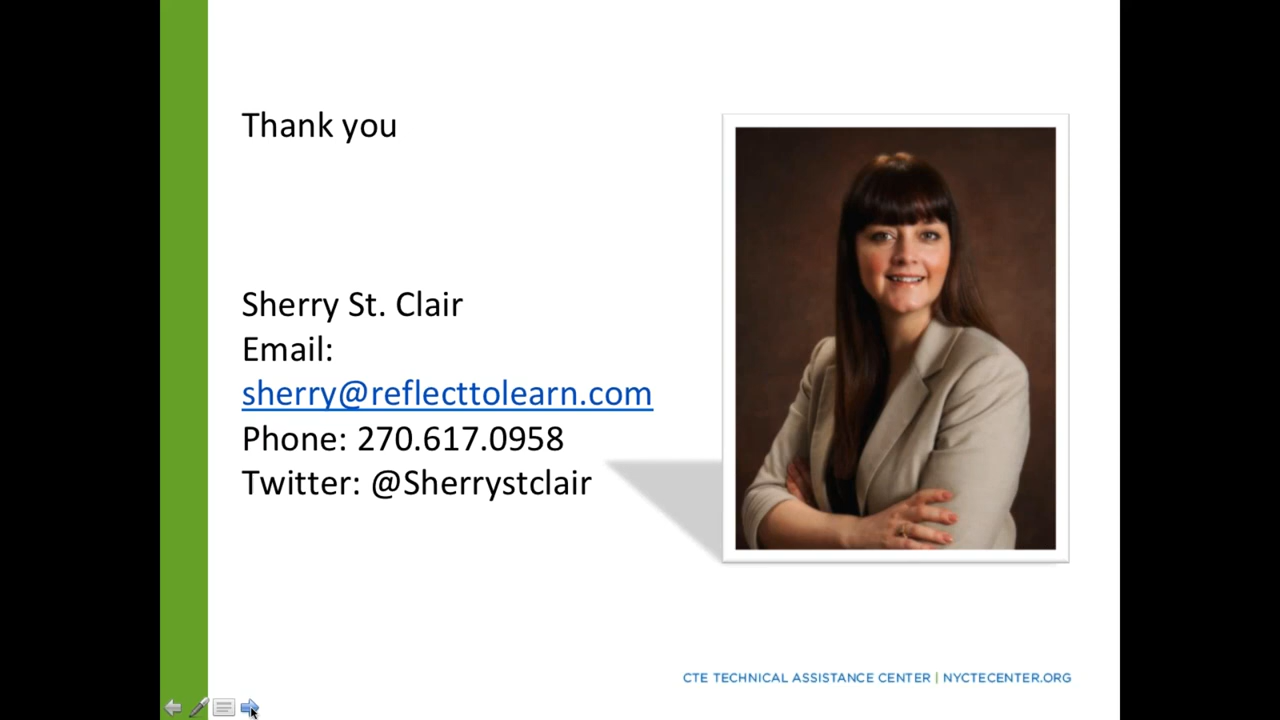 Thank you
Sherry St. Clair
Email:
sherry@reflecttolearn.com
Phone: 270.617.0958
Twitter: @Sherrystclair
CTE TECHNICAL ASSISTANCE CENTER | NYCTECENTER.ORG